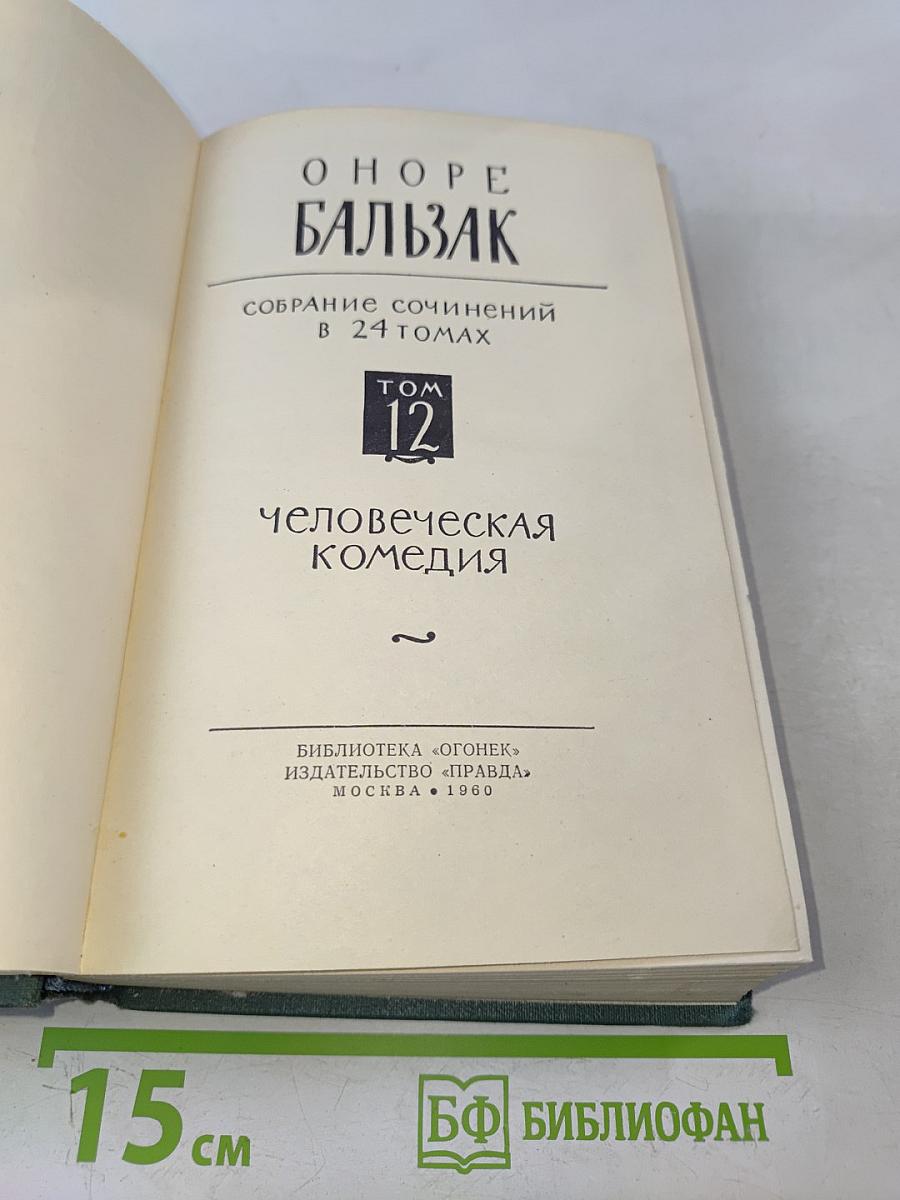 ОНОРЕ
БАЛЬЗАК
СОБРАНИЕ СОЧИНЕНИЙ
В 24 ТОМАХ
ТОМ
12
ЧЕЛОВЕЧЕСКАЯ
КОМЕДИЯ
БИБЛИОТЕКА «ОГОНЕК»
ИЗДАТЕЛЬСТВО «ПРАВДА»
МОСКВА • 1960
15 см
БФ БИБЛИОФАН